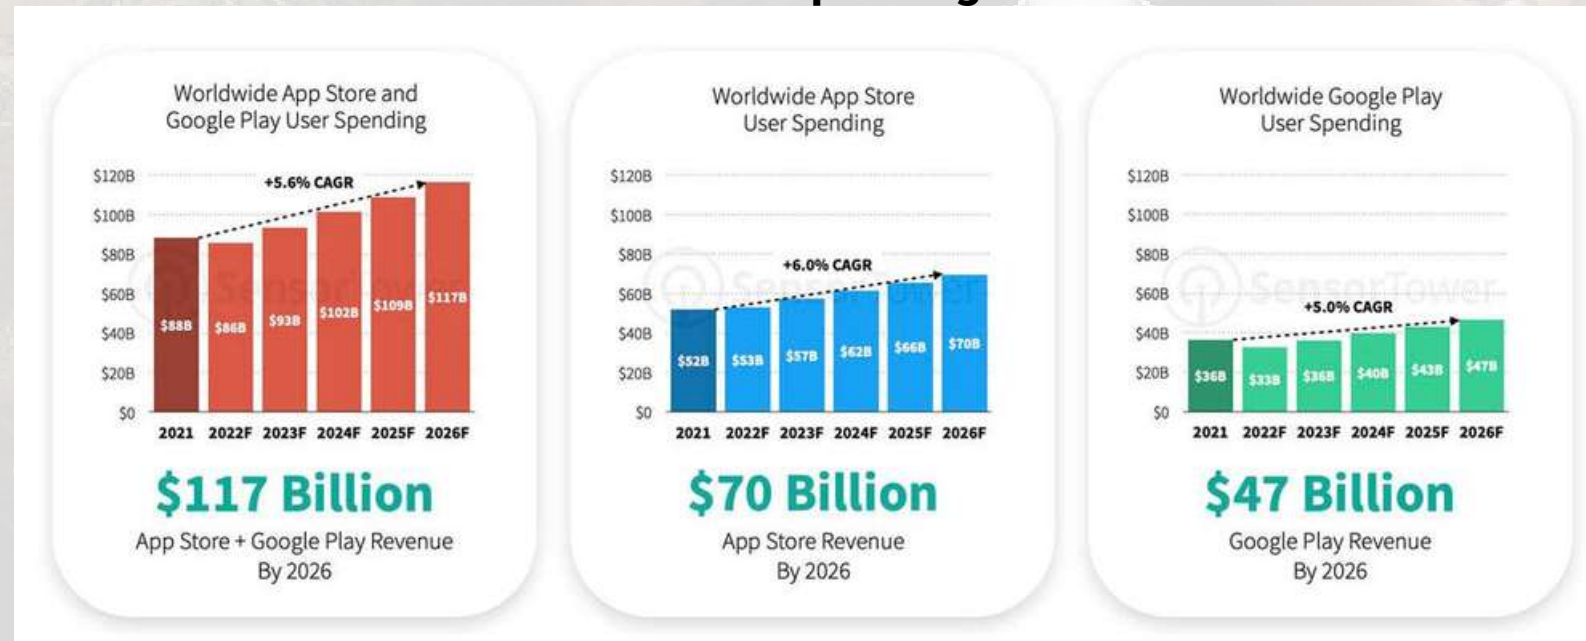 Worldwide App Store and
Google Play User Spending
$120B
$100B
$80B
$60B
$40B
$20B
$0
+5.6% CAGR
$88B $86B $93B $102B $109B $117B
2021 2022F 2023F 2024F 2025F 2026F
$117 Billion
App Store + Google Play Revenue
By 2026
Worldwide App Store
User Spending
$120B
$100B
$80B
$60B
$40B
$20B
$0
+6.0% CAGR
$52B $53B $57B $62B $66B $70B
2021 2022F 2023F 2024F 2025F 2026F
$70 Billion
App Store Revenue
By 2026
Worldwide Google Play
User Spending
$120B
$100B
$80B
$60B
$40B
$20B
$0
+5.0% CAGR
$36B $33B $36B $40B $43B $47B
2021 2022F 2023F 2024F 2025F 2026F
$47 Billion
Google Play Revenue
By 2026
SensorTower
SensorTower
SensorTower